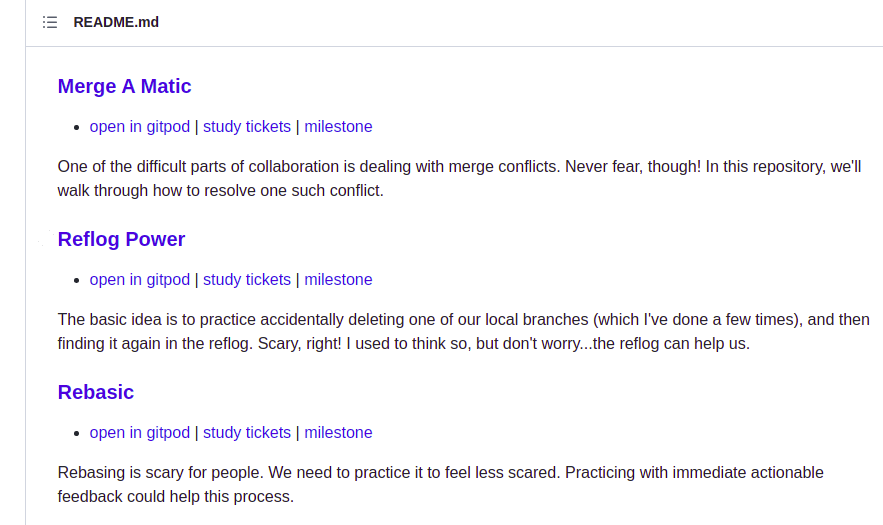 README.md
Merge A Matic
• open in gitpod | study tickets | milestone
One of the difficult parts of collaboration is dealing with merge conflicts. Never fear, though! In this repository, we'll
walk through how to resolve one such conflict.
Reflog Power
• open in gitpod | study tickets | milestone
The basic idea is to practice accidentally deleting one of our local branches (which I've done a few times), and then
finding it again in the reflog. Scary, right! I used to think so, but don't worry...the reflog can help us.
Rebasic
• open in gitpod | study tickets | milestone
Rebasing is scary for people. We need to practice it to feel less scared. Practicing with immediate actionable
feedback could help this process.